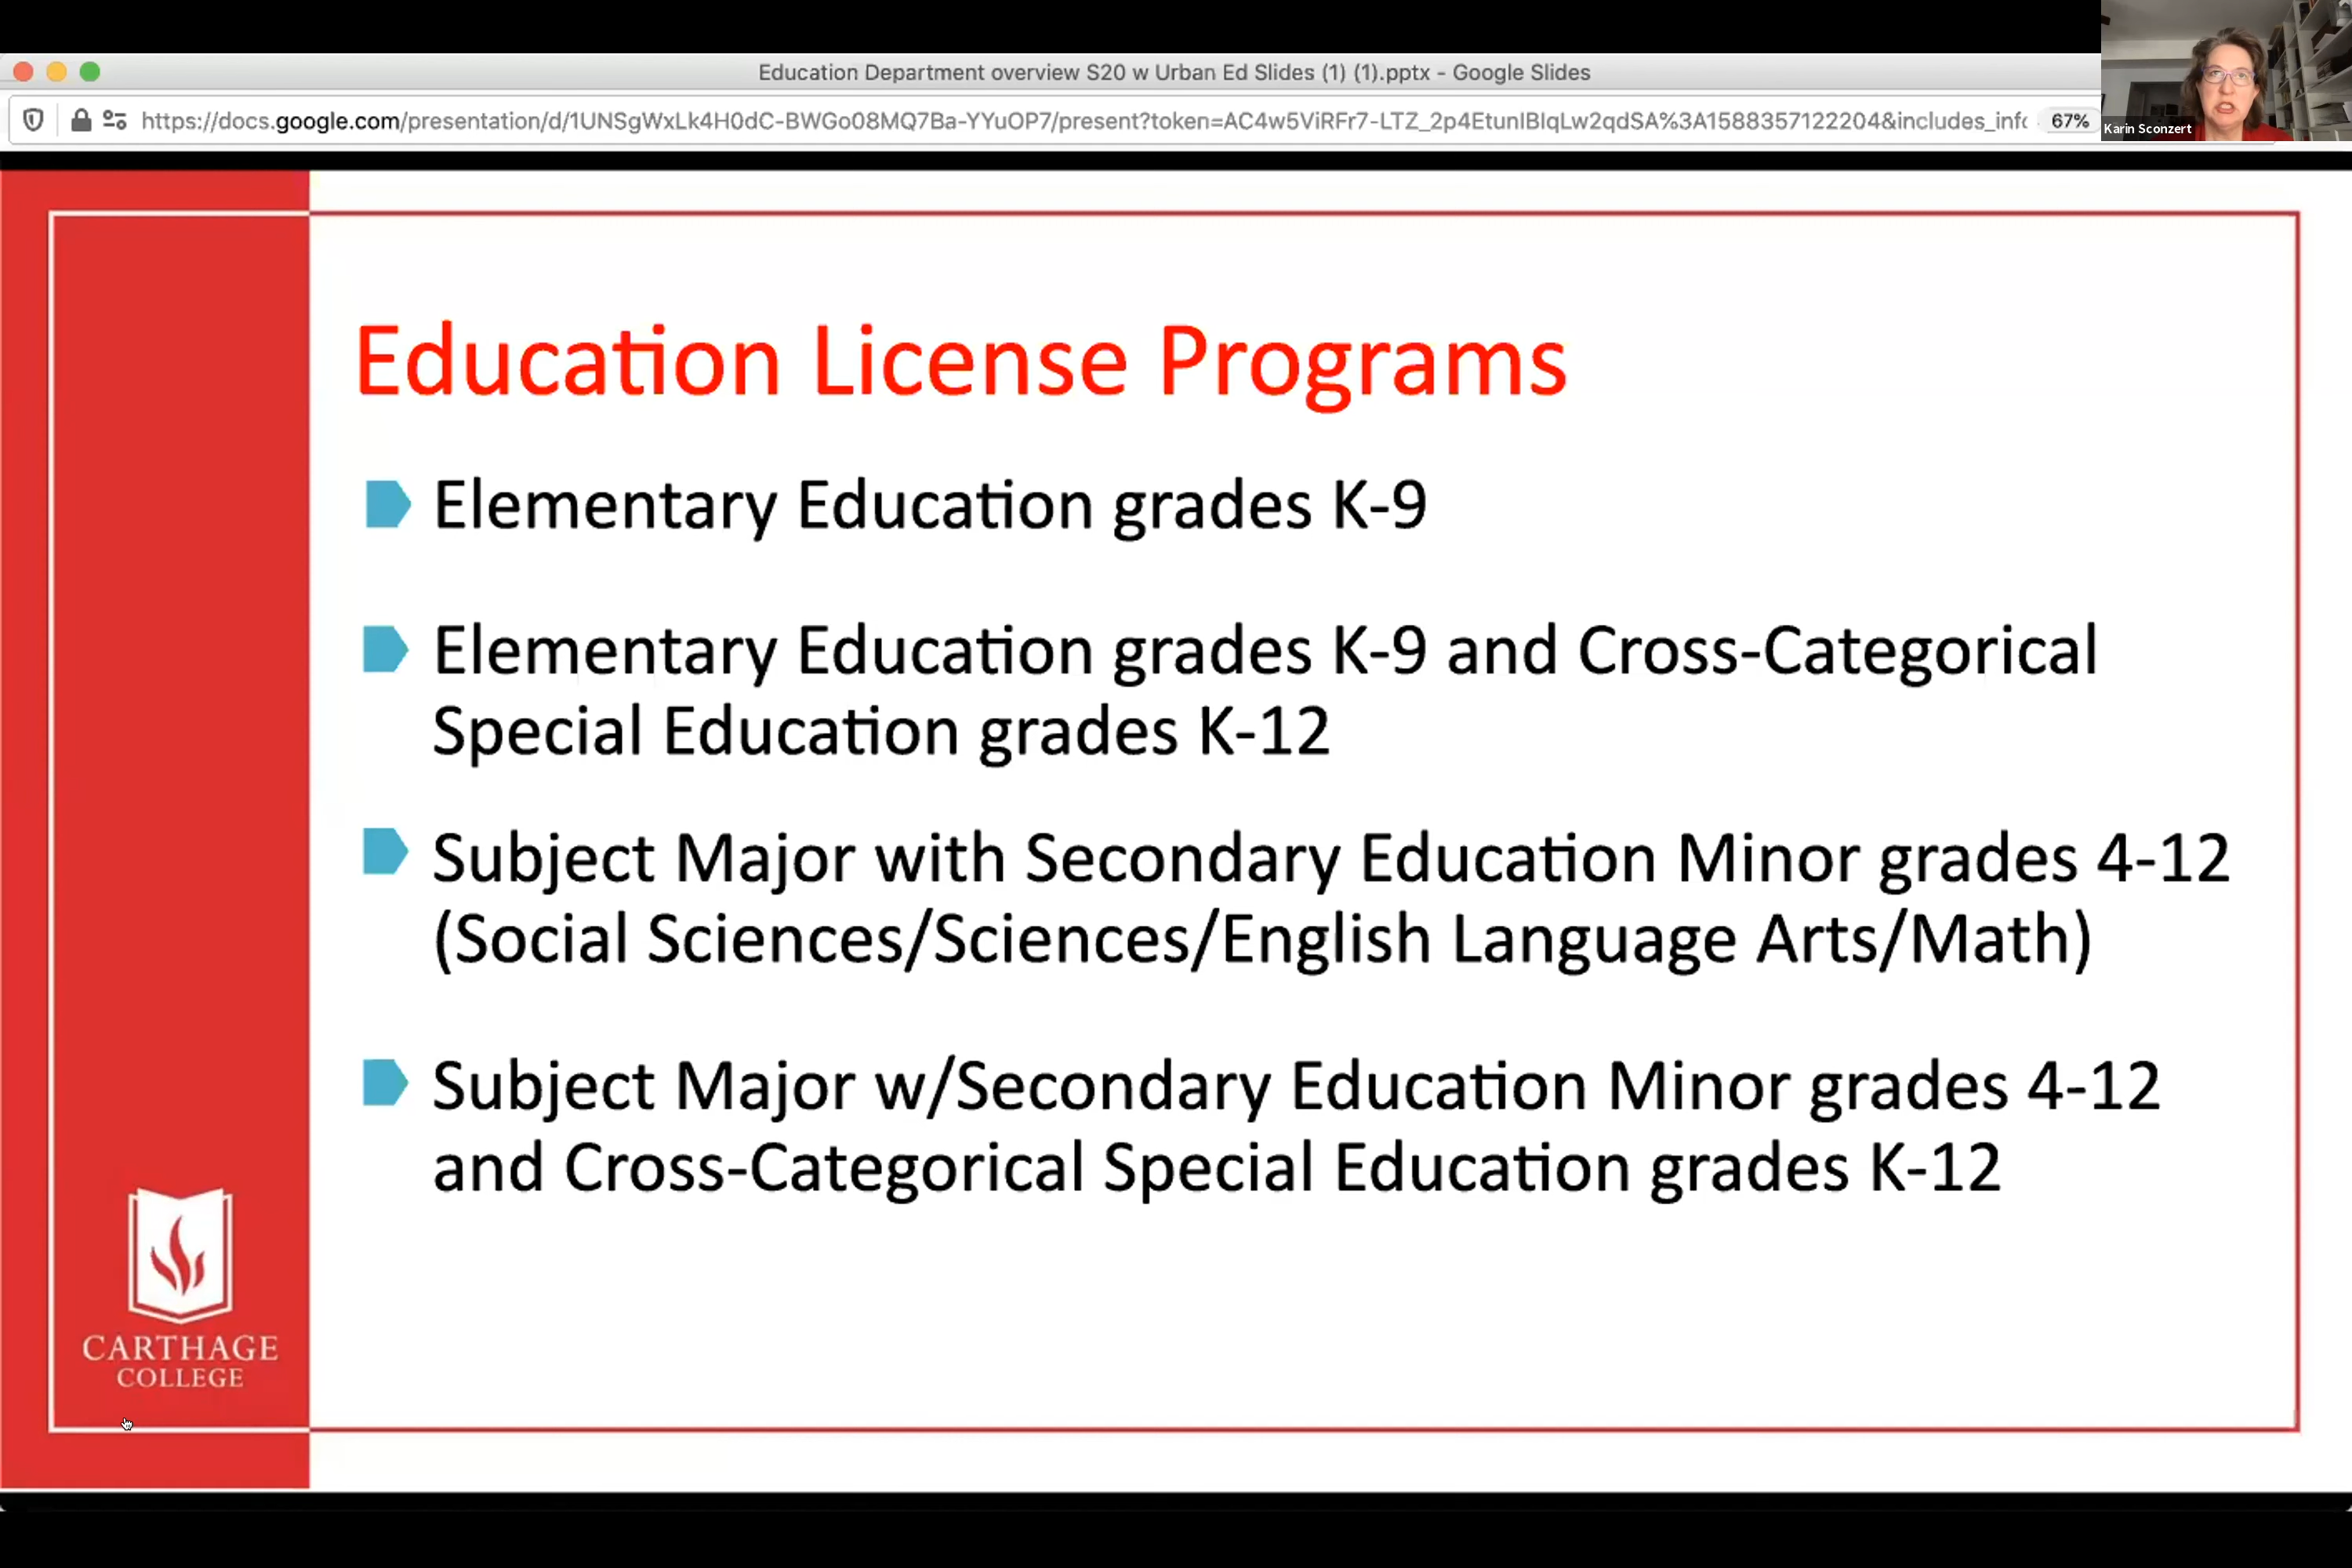 Education Department overview S20 w Urban Ed Slides (1) (1).pptx - Google Slides
https://docs.google.com/presentation/d/1UNSgWxLk4H0dC-BWGo08MQ7Ba-YYuOP7/present?token=AC4w5ViRFr7-LTZ_2p4EtunIBlqLw2qdSA%3A1588357122204&includes_info
67%
Karin Sconzert
Education License Programs
Elementary Education grades K-9
Elementary Education grades K-9 and Cross-Categorical
Special Education grades K-12
Subject Major with Secondary Education Minor grades 4-12
(Social Sciences/Sciences/English Language Arts/Math)
Subject Major w/Secondary Education Minor grades 4-12
and Cross-Categorical Special Education grades K-12
CARTHAGE
COLLEGE